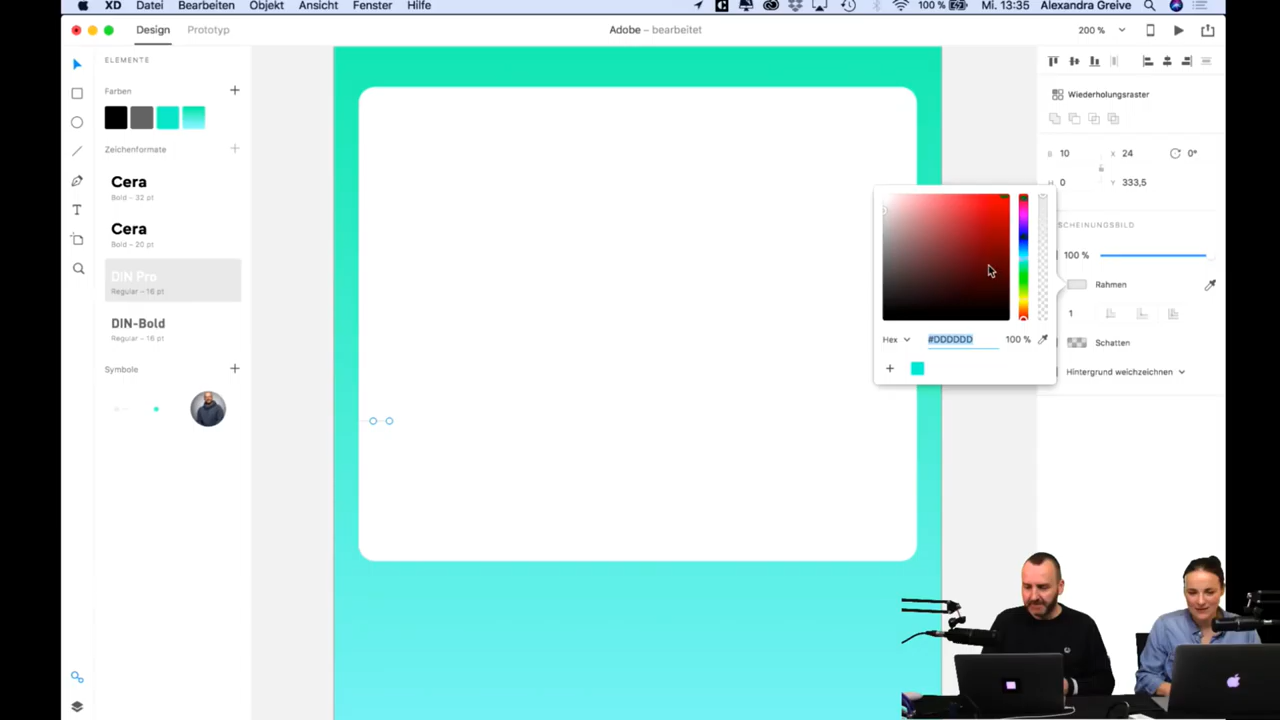 XD Datei Bearbeiten Objekt Ansicht Fenster Hilfe 100 % Mi. 13:35 Alexandra Greive
Design Prototyp Adobe – bearbeitet 200 %
ELEMENTE
Farben
Zeichenformate
Cera
Bold – 32 pt
Cera
Bold – 20 pt
DIN Pro
Regular – 16 pt
DIN-Bold
Regular – 16 pt
Symbole
Hex #DDDDDD 100 %
Wiederholungsraster
B 10 X 24 0°
H 0 Y 333,5
SCHEINUNGSBILD
100 %
Rahmen
1
Schatten
Hintergrund weichzeichnen